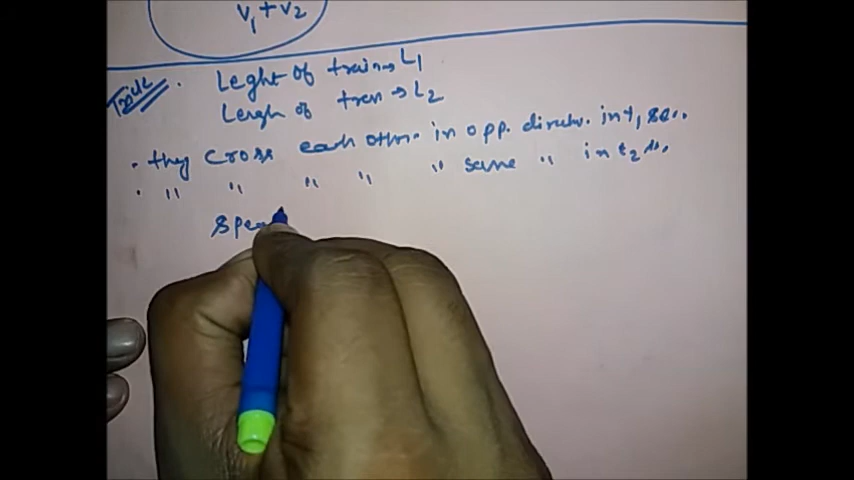 V₁ + V₂
Trick.
Leght of train → L₁
Lengh of tren → L₂
• they cross each other in opp. directn. in t₁ sec.
• " " " " " same " in t₂ s.
Spee